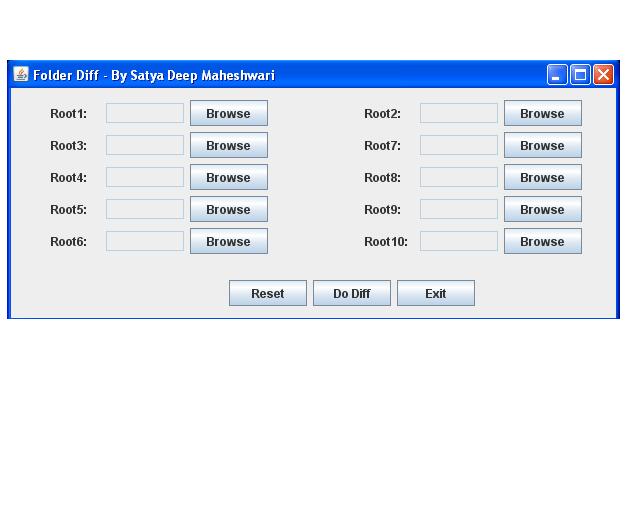 Folder Diff - By Satya Deep Maheshwari
Root1: Browse Root2: Browse
Root3: Browse Root7: Browse
Root4: Browse Root8: Browse
Root5: Browse Root9: Browse
Root6: Browse Root10: Browse
Reset Do Diff Exit